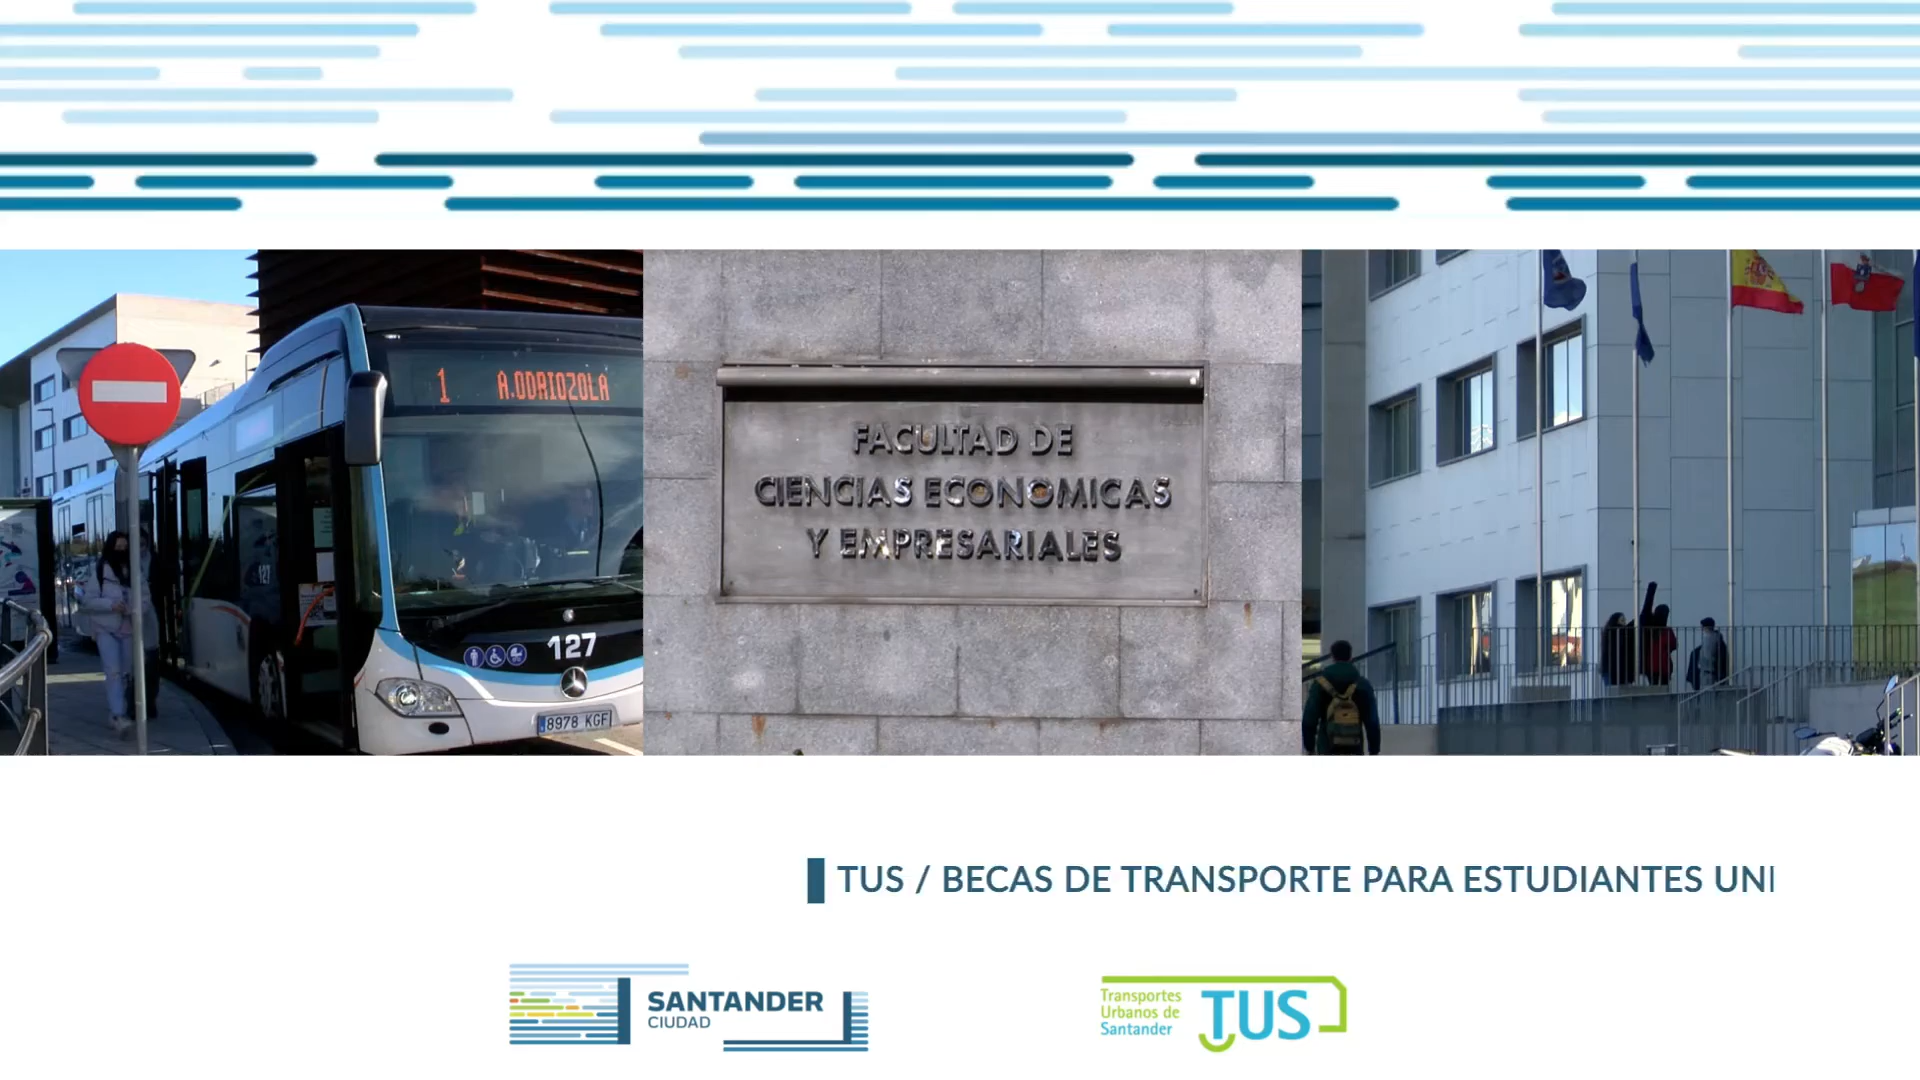 1 A.ODRIOZOLA
127
127
8978 KGF
FACULTAD DE
CIENCIAS ECONOMICAS
Y EMPRESARIALES
TUS / BECAS DE TRANSPORTE PARA ESTUDIANTES UNI
SANTANDER
CIUDAD
Transportes
Urbanos de
Santander
TUS